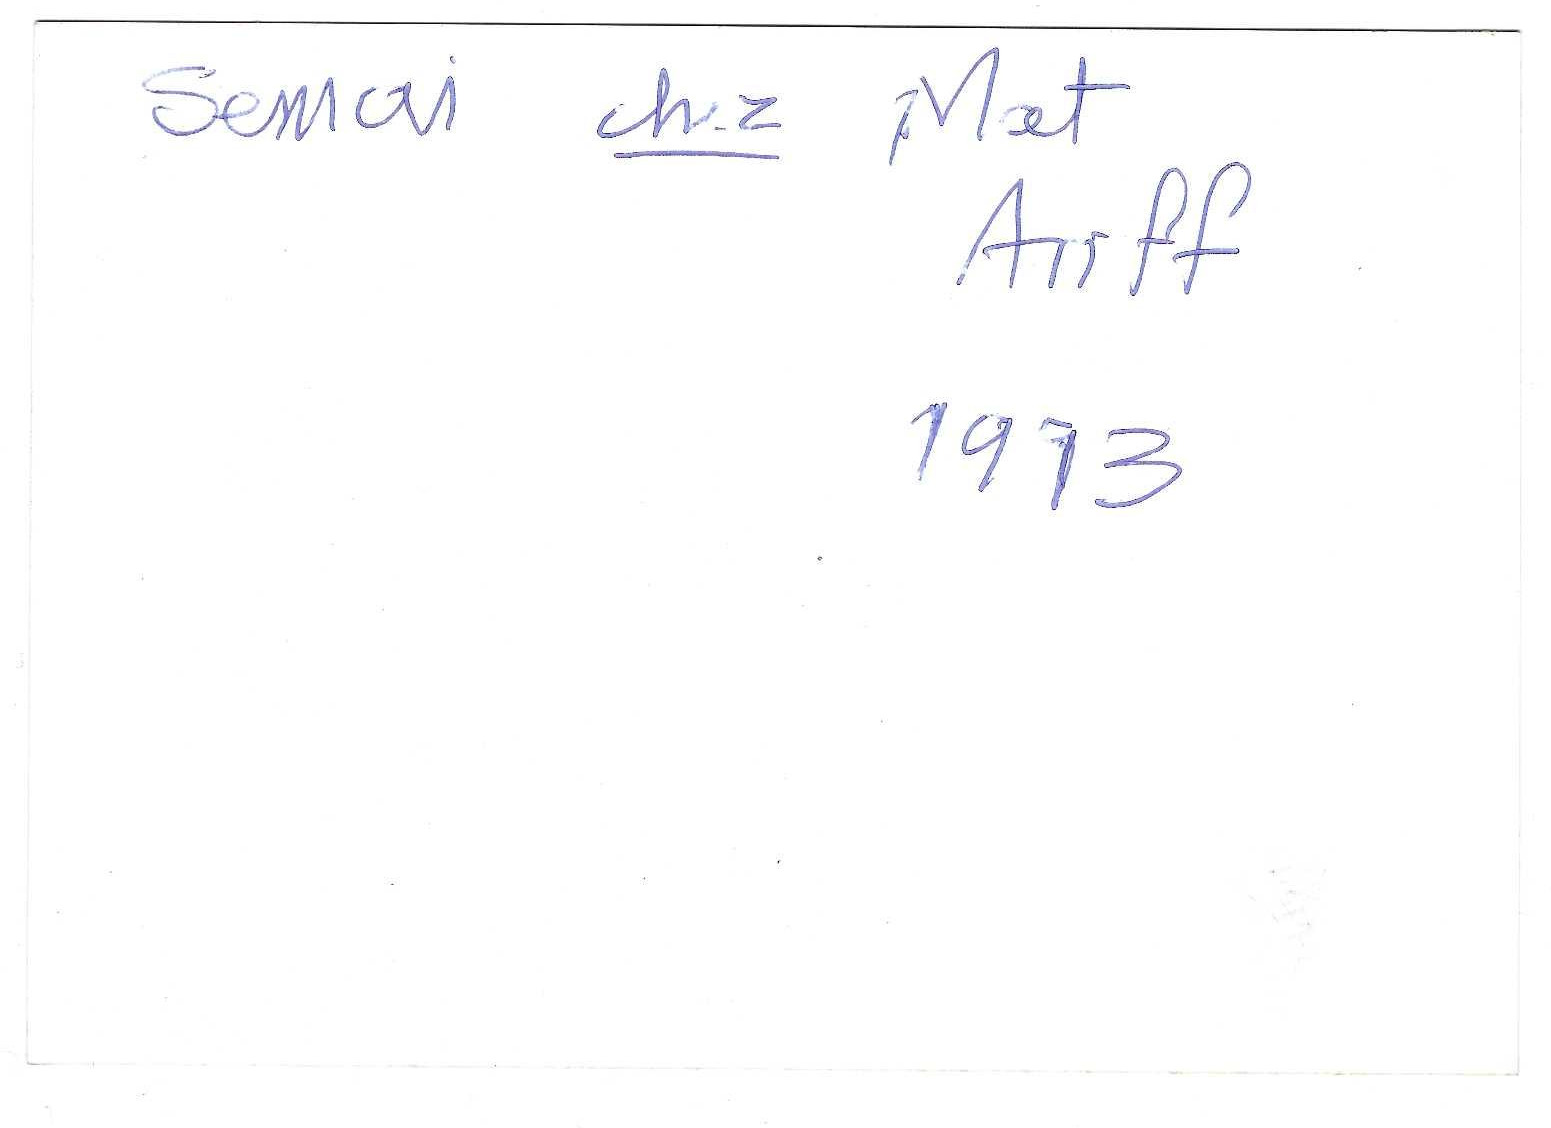 Semai chez Mat
Ariff
1973